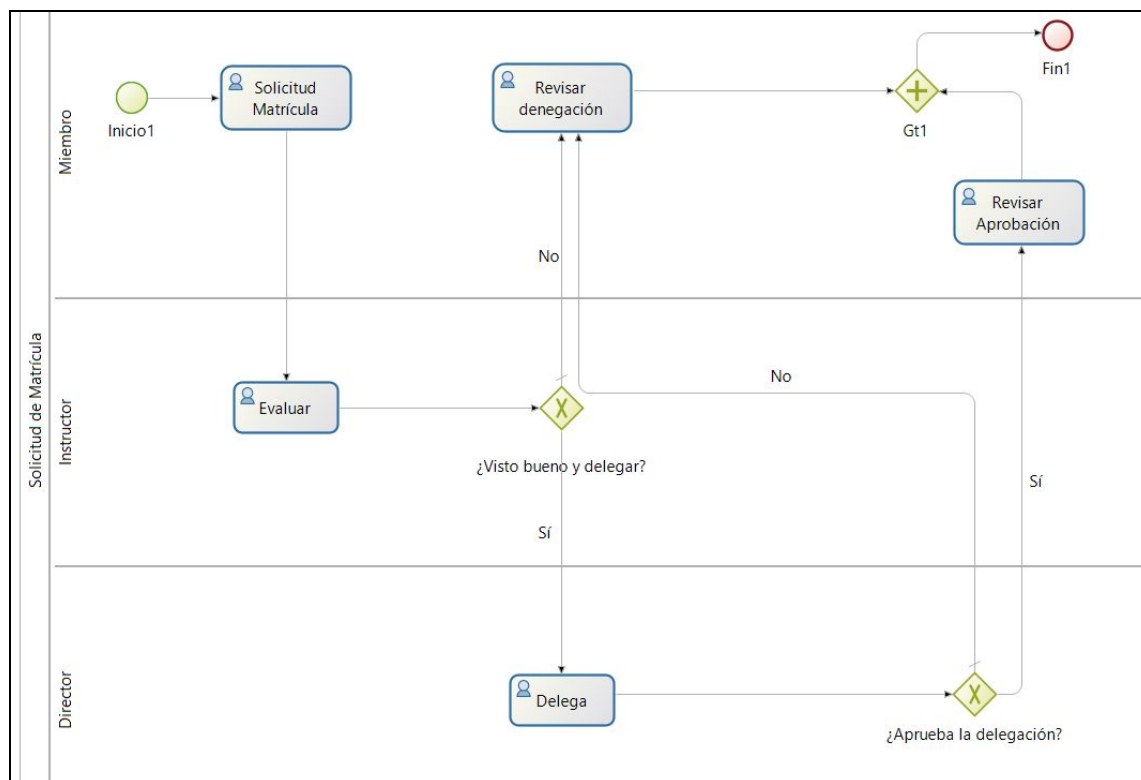 Solicitud de Matrícula
Miembro
Inicio1
Solicitud
Matrícula
Revisar
denegación
Gt1
Fin1
Revisar
Aprobación
No
Instructor
Evaluar
¿Visto bueno y delegar?
No
Sí
Sí
Director
Delega
¿Aprueba la delegación?